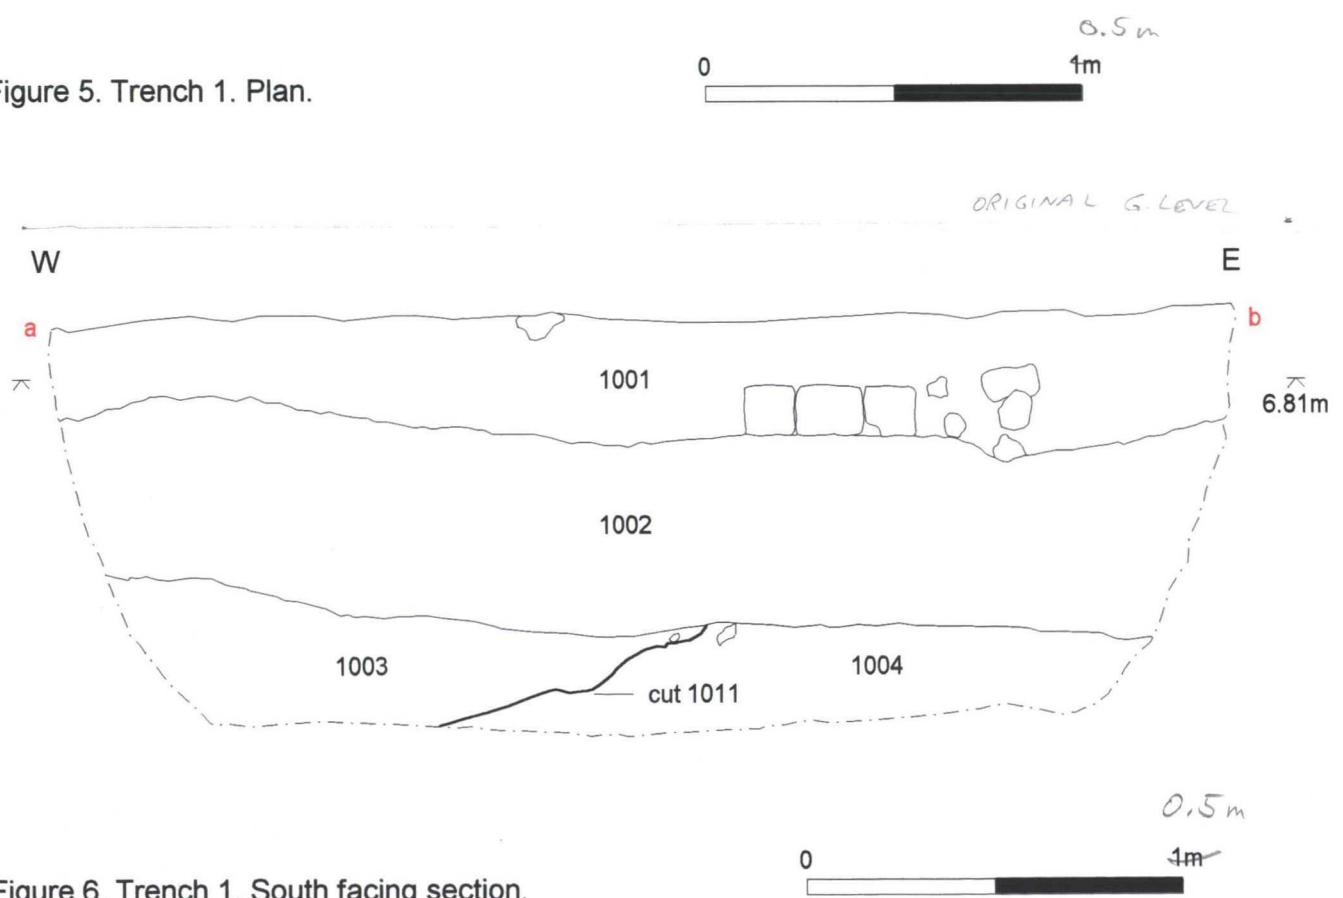 0.5m
0 1m
Figure 5. Trench 1. Plan.
ORIGINAL G. LEVEL
W E
a b
1001
6.81m
1002
1003 1004
cut 1011
0.5m
0 1m
Figure 6. Trench 1. South facing section.